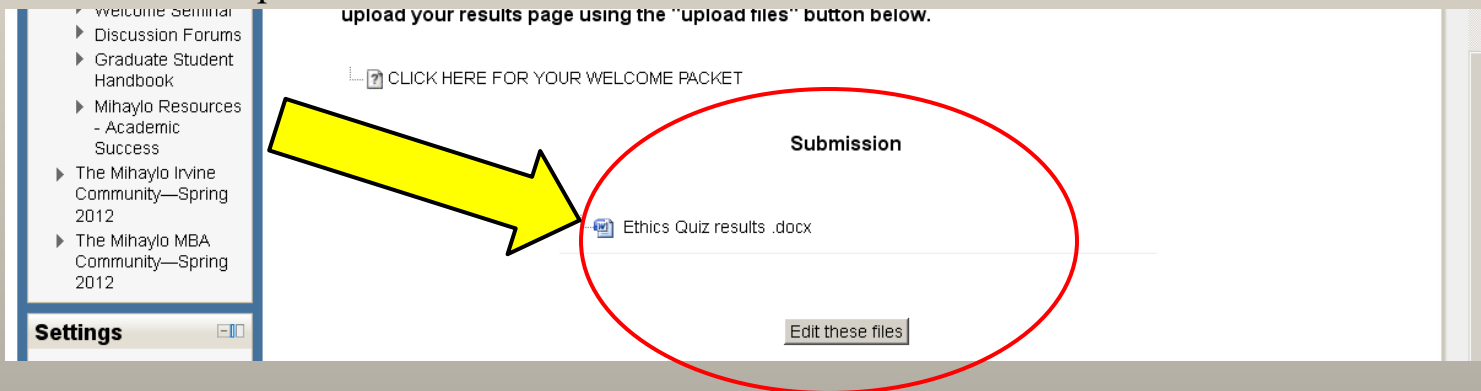 Welcome Seminar
Discussion Forums
Graduate Student
Handbook
Mihaylo Resources
- Academic
Success
The Mihaylo Irvine
Community—Spring
2012
The Mihaylo MBA
Community—Spring
2012
Settings
upload your results page using the "upload files" button below.
CLICK HERE FOR YOUR WELCOME PACKET
Submission
Ethics Quiz results .docx
Edit these files